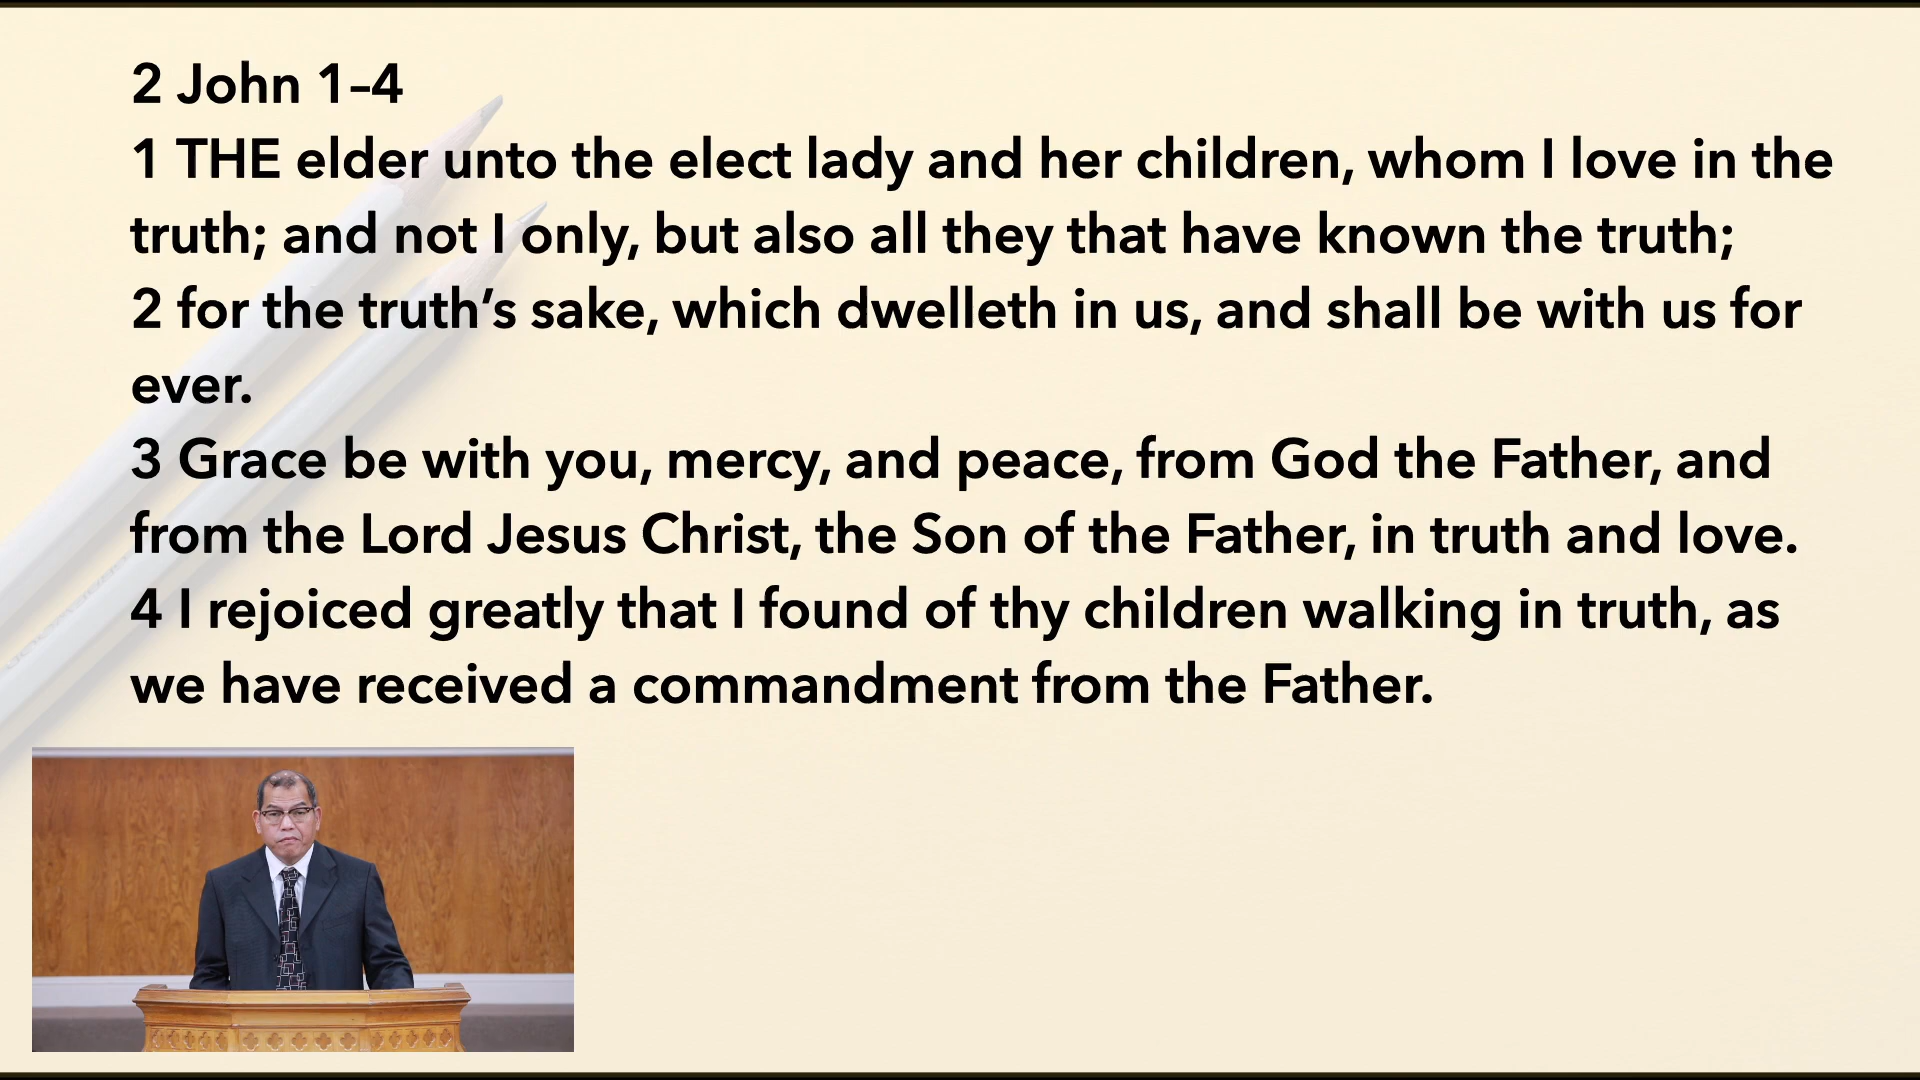 2 John 1–4
1 THE elder unto the elect lady and her children, whom I love in the
truth; and not I only, but also all they that have known the truth;
2 for the truth’s sake, which dwelleth in us, and shall be with us for
ever.
3 Grace be with you, mercy, and peace, from God the Father, and
from the Lord Jesus Christ, the Son of the Father, in truth and love.
4 I rejoiced greatly that I found of thy children walking in truth, as
we have received a commandment from the Father.